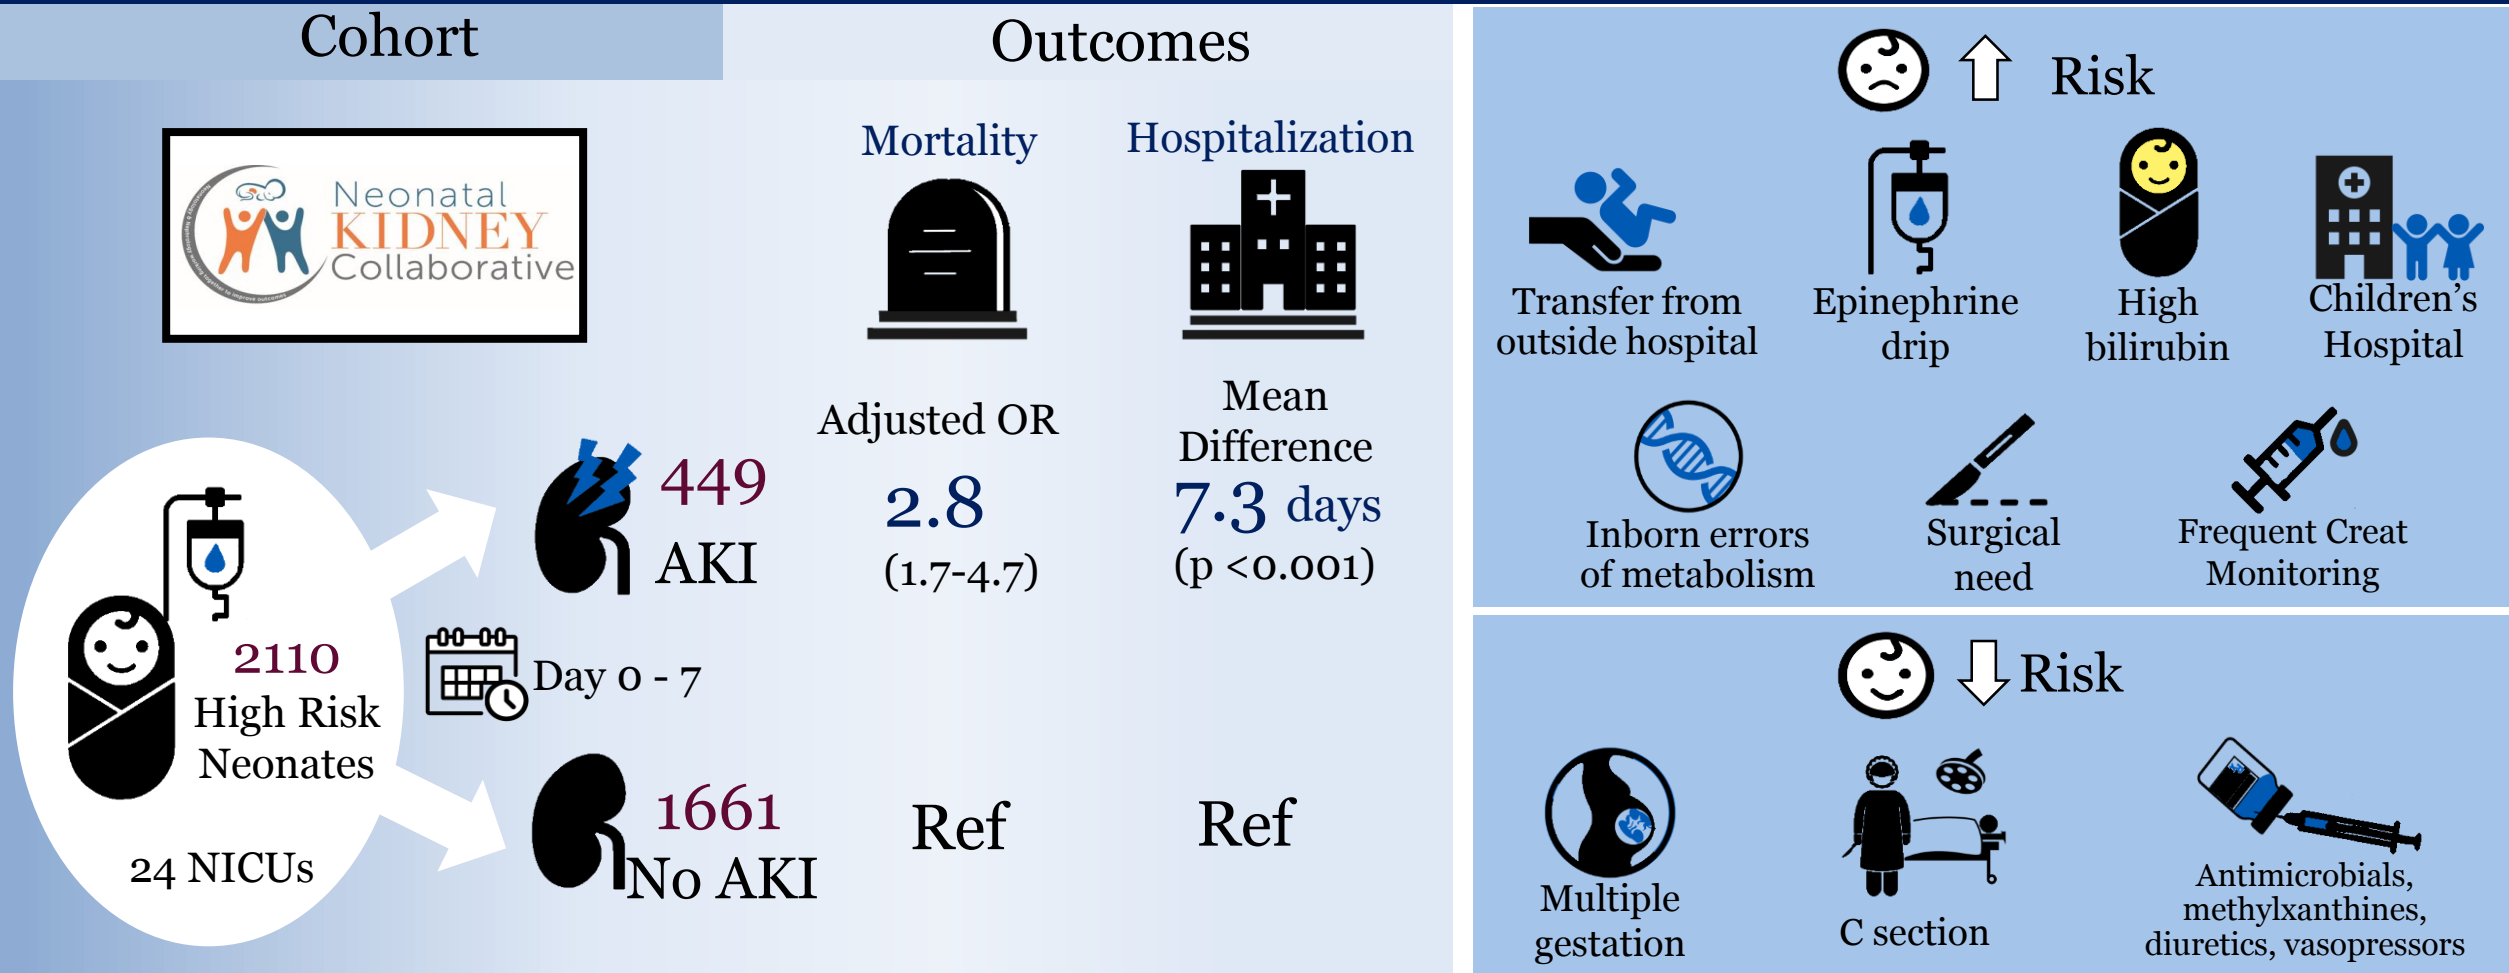 Cohort
Neonatal
KIDNEY
Collaborative
2110
High Risk
Neonates
24 NICUs
449
AKI
Day 0 - 7
1661
No AKI
Outcomes
Mortality
Adjusted OR
2.8
(1.7-4.7)
Ref
Hospitalization
Mean
Difference
7.3 days
(p <0.001)
Ref
Risk
Transfer from
outside hospital
Epinephrine
drip
High
bilirubin
Children’s
Hospital
Inborn errors
of metabolism
Surgical
need
Frequent Creat
Monitoring
Risk
Multiple
gestation
C section
Antimicrobials,
methylxanthines,
diuretics, vasopressors